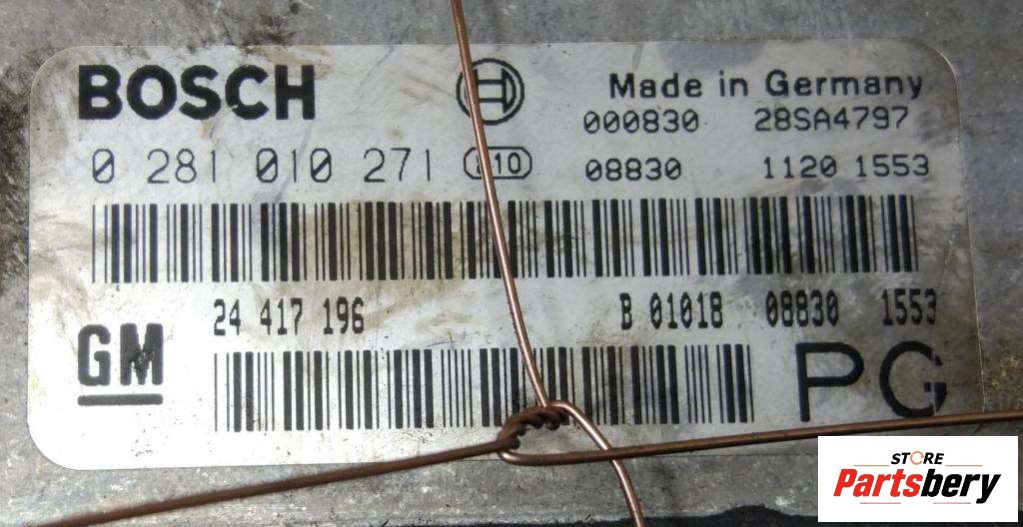 BOSCH
Made in Germany
000830 28SA4797
0 281 010 271
08830 1120 1553
24 417 196 B 01018 08830 1553
GM
PG
STORE
Partsbery